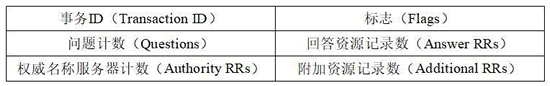 事务ID（Transaction ID）
标志（Flags）
问题计数（Questions）
回答资源记录数（Answer RRs）
权威名称服务器计数（Authority RRs）
附加资源记录数（Additional RRs）